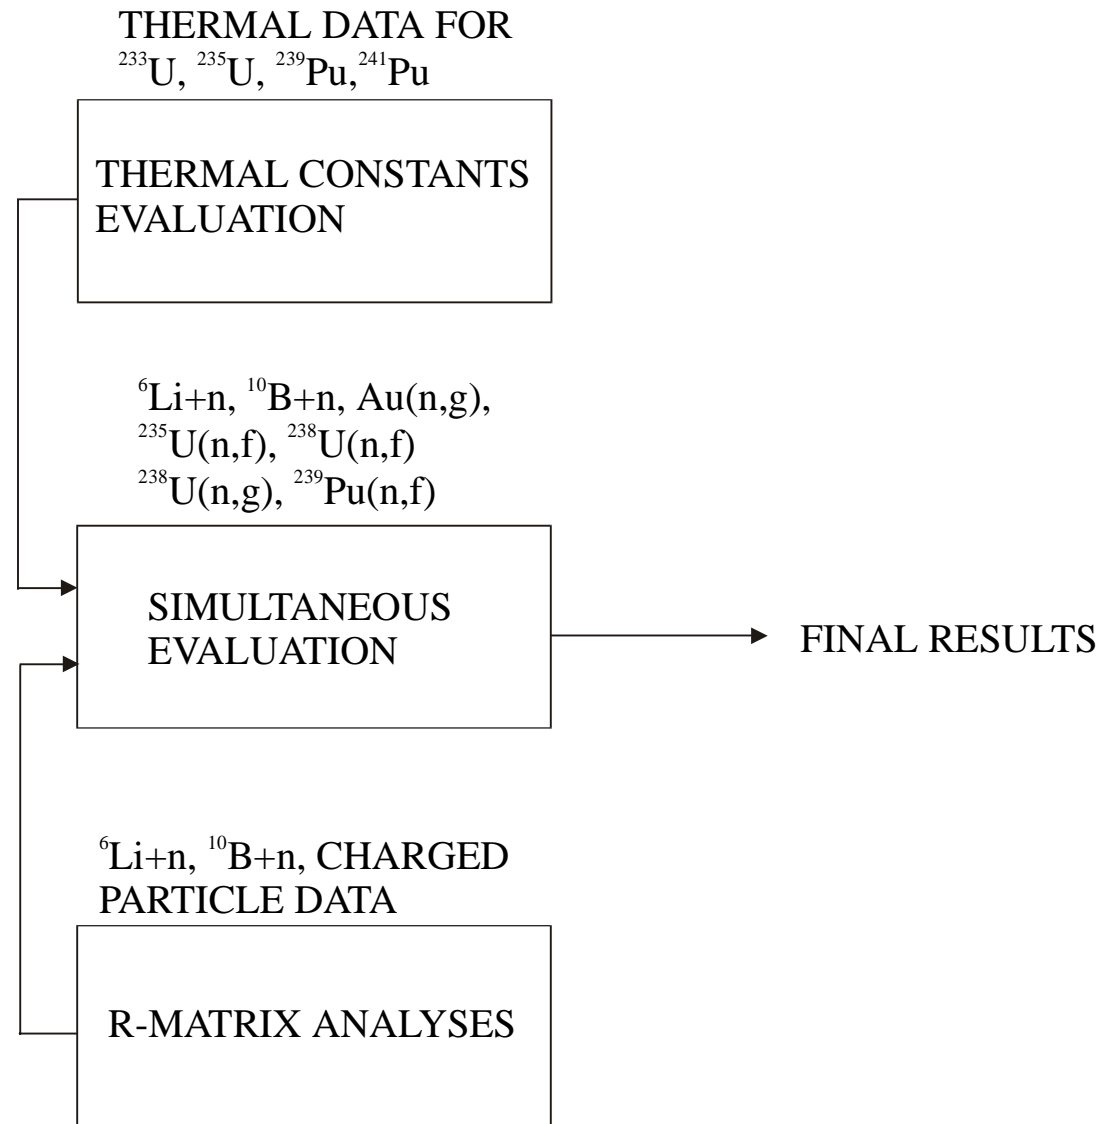 THERMAL DATA FOR
²³³U, ²³⁵U, ²³⁹Pu,²⁴¹Pu
THERMAL CONSTANTS
EVALUATION
⁶Li+n, ¹⁰B+n, Au(n,g),
²³⁵U(n,f), ²³⁸U(n,f)
²³⁸U(n,g), ²³⁹Pu(n,f)
SIMULTANEOUS
EVALUATION
FINAL RESULTS
⁶Li+n, ¹⁰B+n, CHARGED
PARTICLE DATA
R-MATRIX ANALYSES